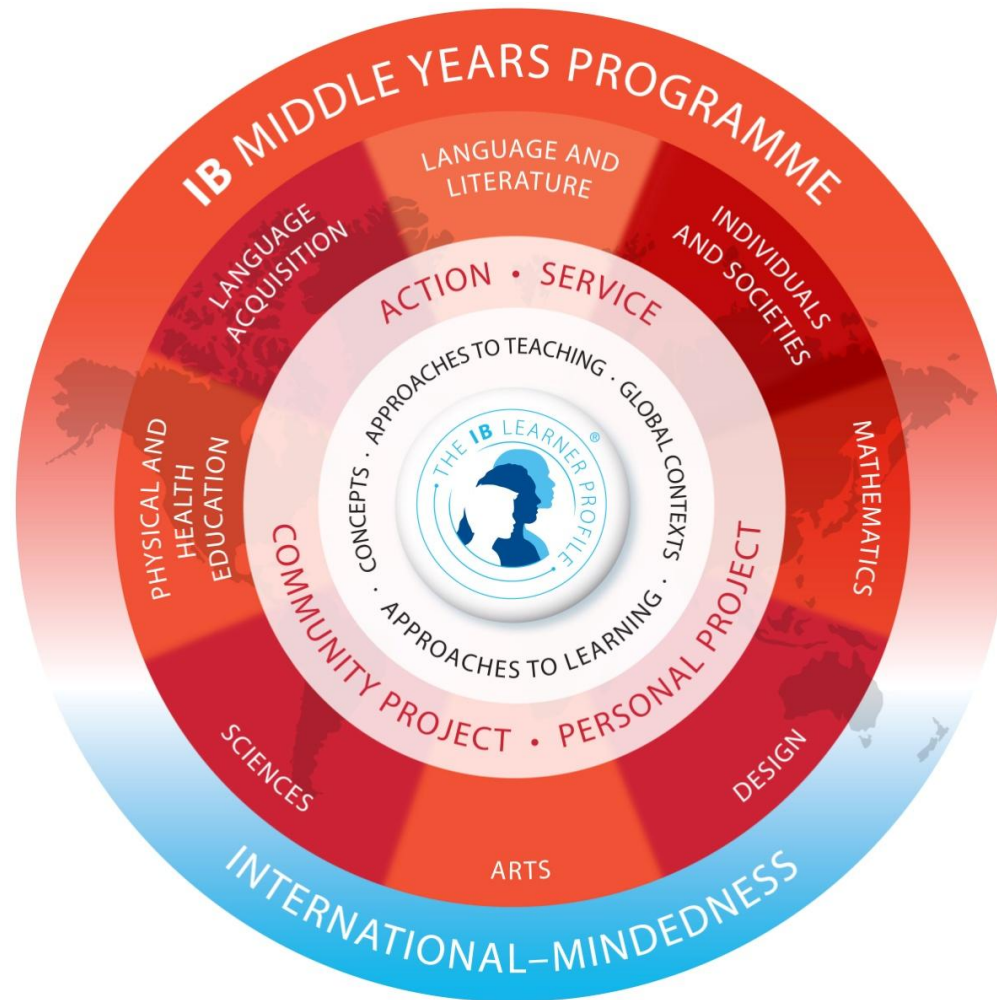 IB MIDDLE YEARS PROGRAMME
LANGUAGE AND
LITERATURE
INDIVIDUALS
AND SOCIETIES
MATHEMATICS
DESIGN
ARTS
SCIENCES
PHYSICAL AND
HEALTH
EDUCATION
LANGUAGE
ACQUISITION
ACTION • SERVICE
PERSONAL PROJECT •
COMMUNITY PROJECT
APPROACHES TO TEACHING •
GLOBAL CONTEXTS •
APPROACHES TO LEARNING •
CONCEPTS •
THE IB LEARNER PROFILE ®
INTERNATIONAL–MINDEDNESS